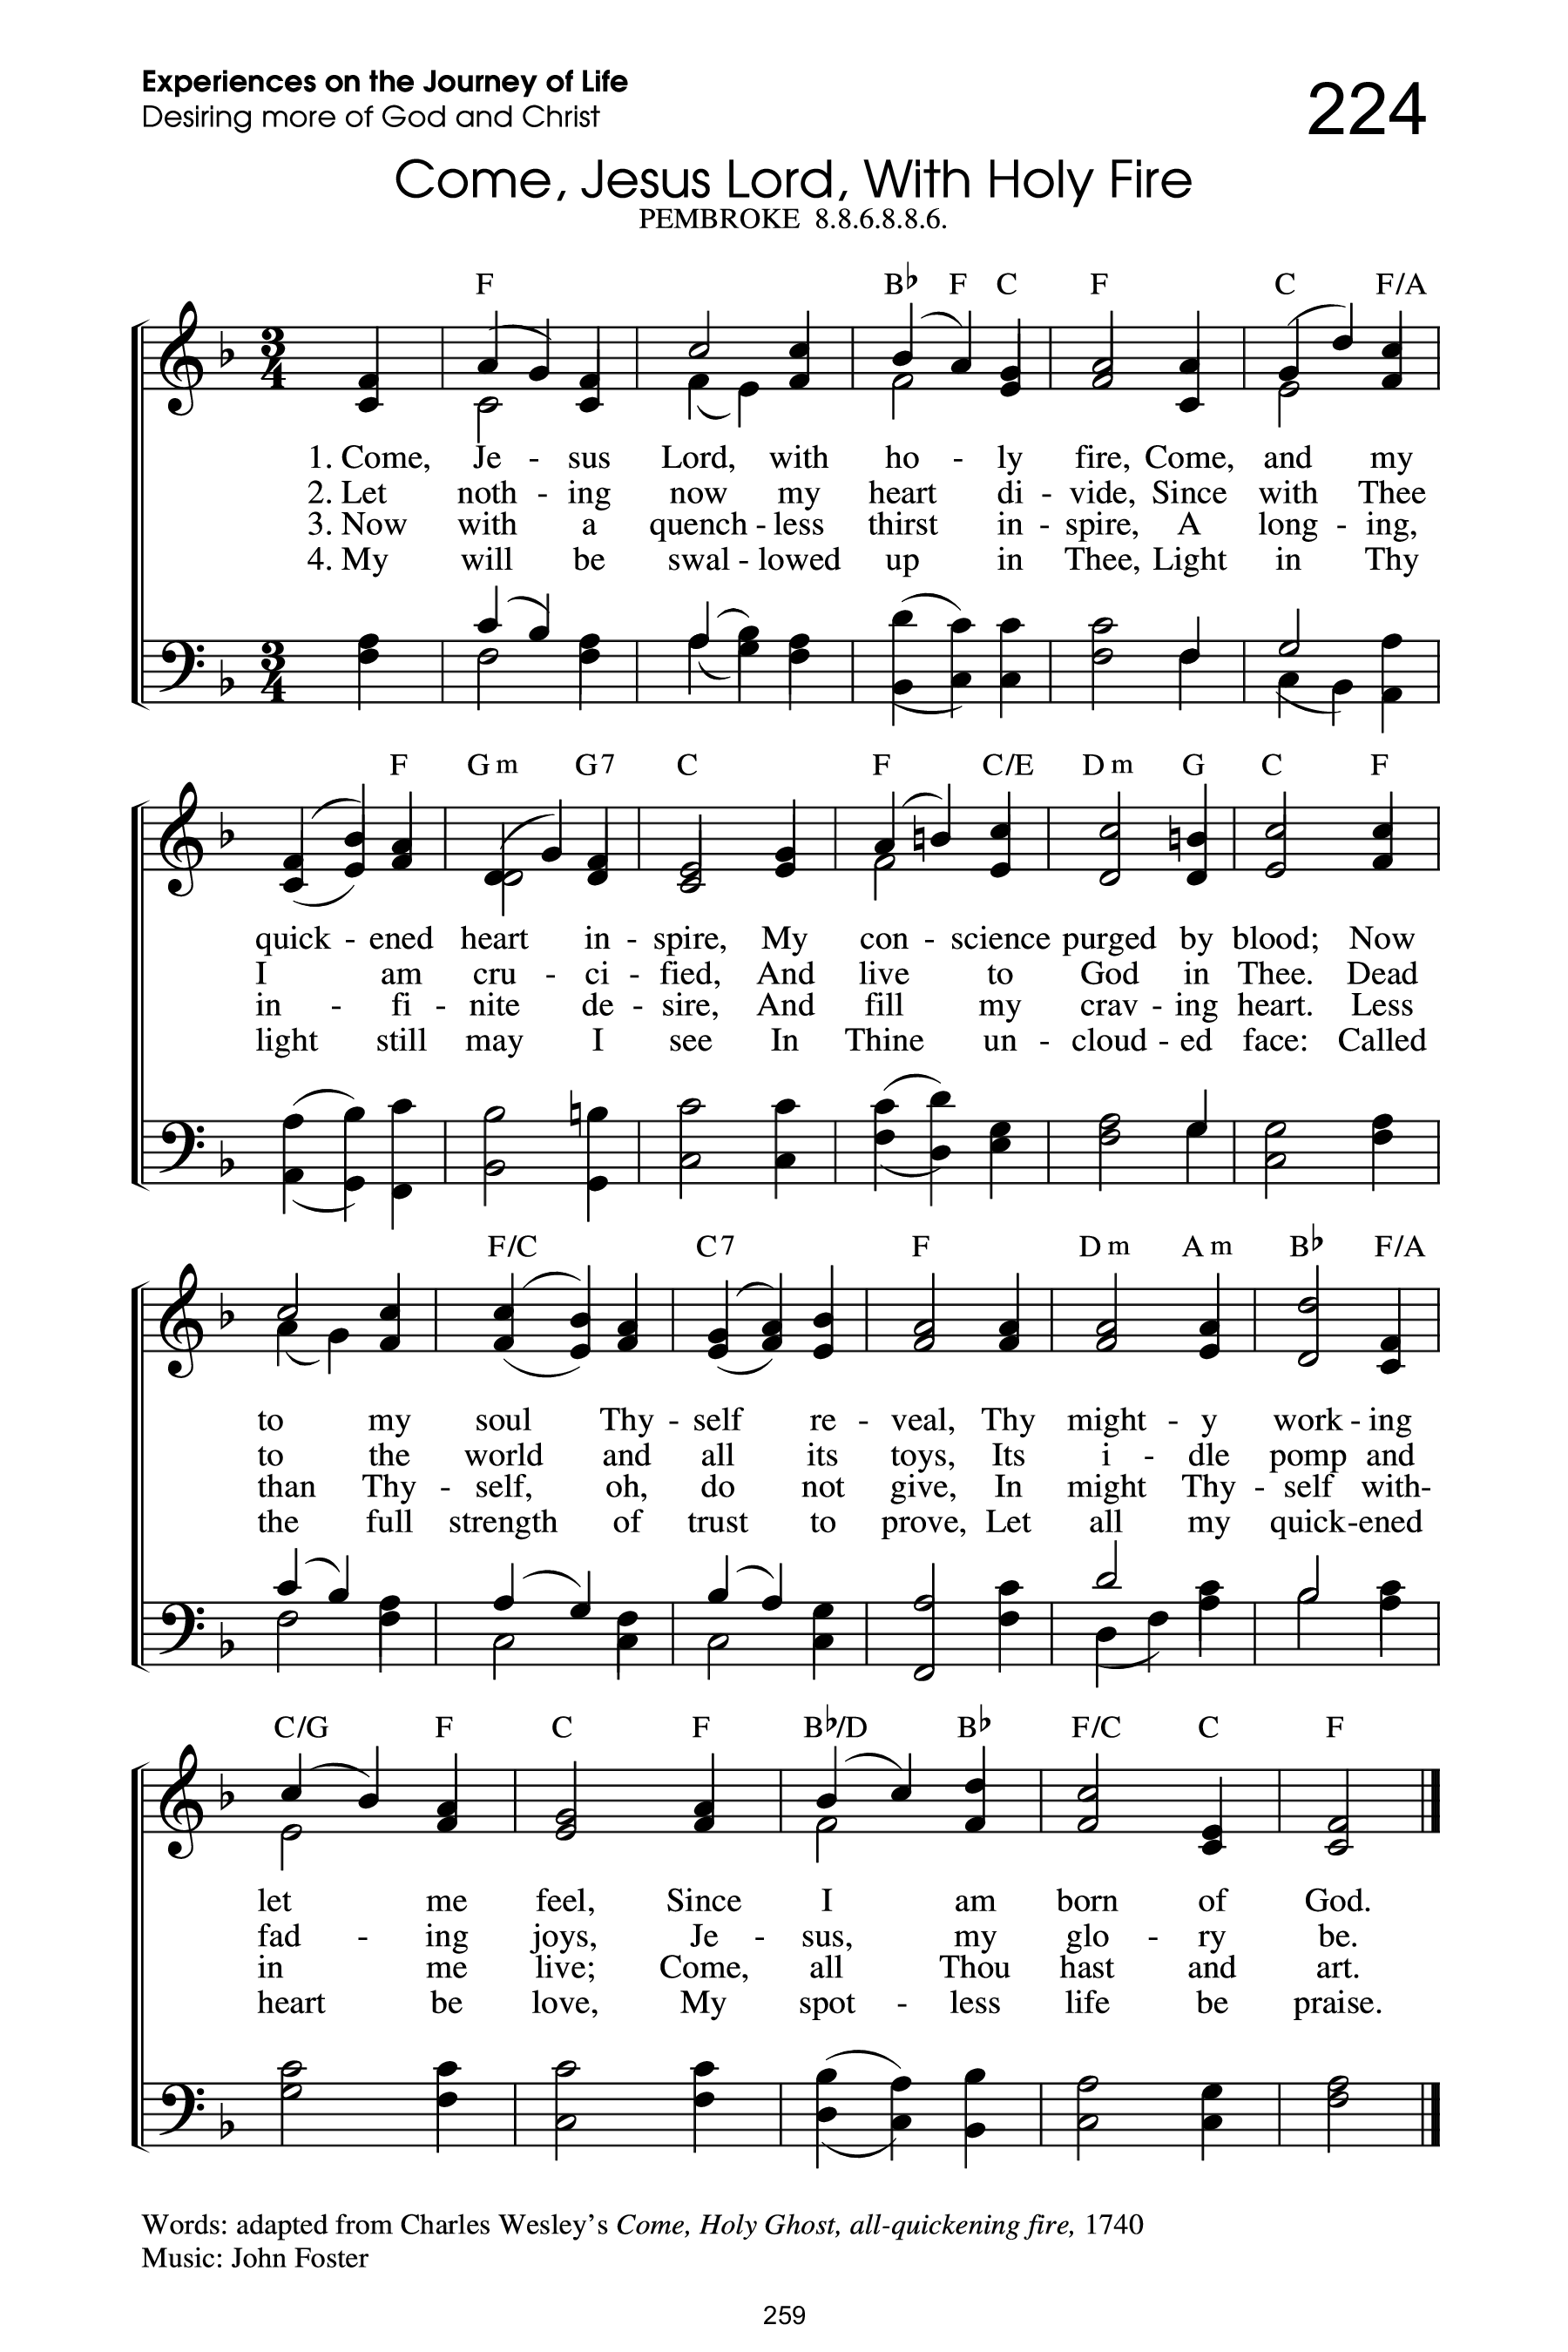 Experiences on the Journey of Life
Desiring more of God and Christ
224
Come, Jesus Lord, With Holy Fire
PEMBROKE 8.8.6.8.8.6.
F B♭ F C F C F/A
3/4
1. Come, Je - sus Lord, with ho - ly fire, Come, and my
2. Let noth - ing now my heart di - vide, Since with Thee
3. Now with a quench - less thirst in - spire, A long - ing,
4. My will be swal - lowed up in Thee, Light in Thy
3/4
F Gm G7 C F C/E Dm G C F
quick - ened heart in - spire, My con - science purged by blood; Now
I am cru - ci - fied, And live to God in Thee. Dead
in - fi - nite de - sire, And fill my crav - ing heart. Less
light still may I see In Thine un - cloud - ed face: Called
F/C C7 F Dm Am B♭ F/A
to my soul Thy - self re - veal, Thy might - y work - ing
to the world and all its toys, Its i - dle pomp and
than Thy - self, oh, do not give, In might Thy - self with-
the full strength of trust to prove, Let all my quick-ened
C/G F C F B♭/D B♭ F/C C F
let me feel, Since I am born of God.
fad - ing joys, Je - sus, my glo - ry be.
in me live; Come, all Thou hast and art.
heart be love, My spot - less life be praise.
Words: adapted from Charles Wesley’s Come, Holy Ghost, all-quickening fire, 1740
Music: John Foster
259